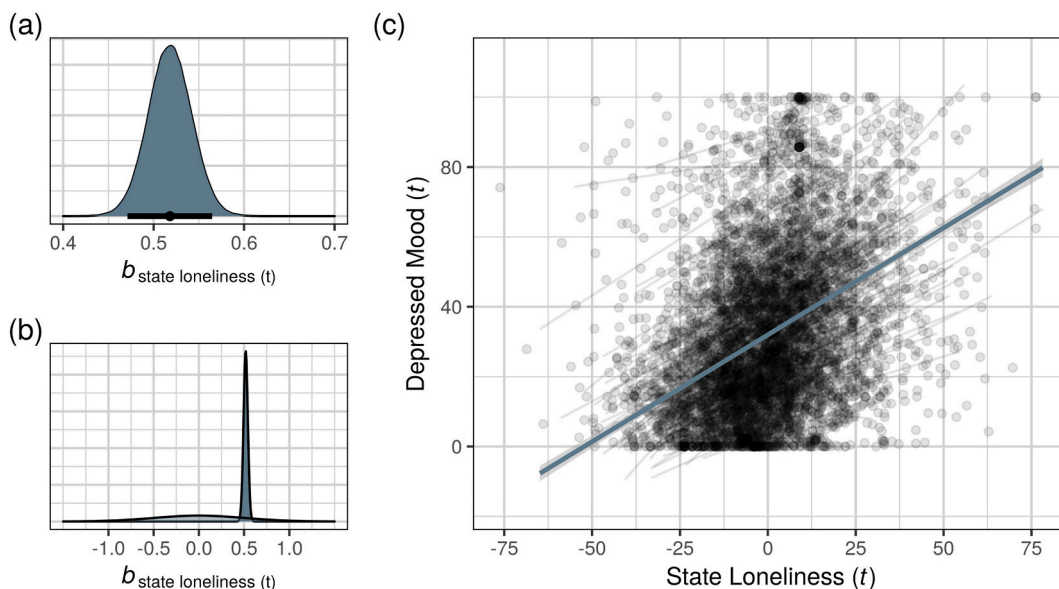 (a)
0.4 0.5 0.6 0.7
b state loneliness (t)
(b)
-1.0 -0.5 0.0 0.5 1.0
b state loneliness (t)
(c)
Depressed Mood (t)
80
40
0
-75 -50 -25 0 25 50 75
State Loneliness (t)